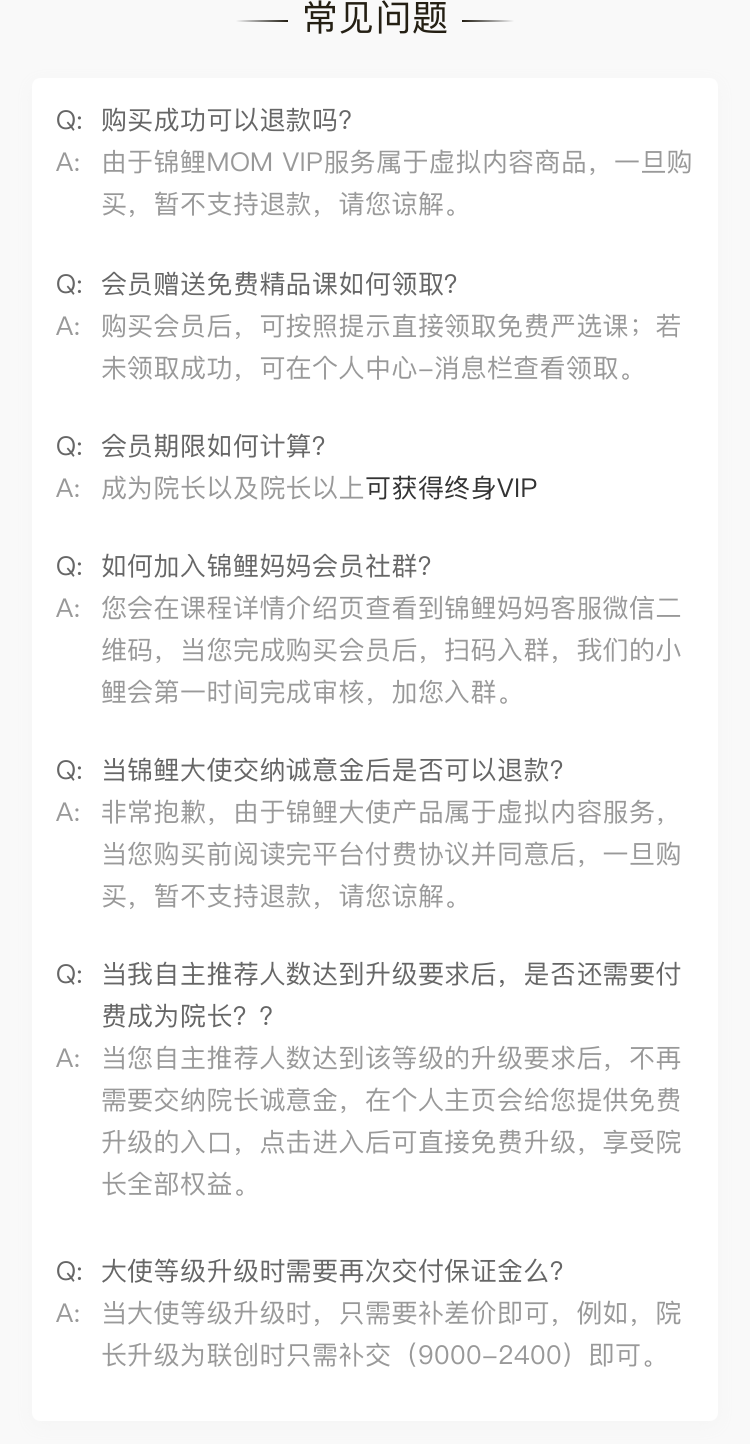 常见问题
Q: 购买成功可以退款吗?
A: 由于锦鲤MOM VIP服务属于虚拟内容商品，一旦购
买，暂不支持退款，请您谅解。
Q: 会员赠送免费精品课如何领取?
A: 购买会员后，可按照提示直接领取免费严选课；若
未领取成功，可在个人中心–消息栏查看领取。
Q: 会员期限如何计算?
A: 成为院长以及院长以上可获得终身VIP
Q: 如何加入锦鲤妈妈会员社群?
A: 您会在课程详情介绍页查看到锦鲤妈妈客服微信二
维码，当您完成购买会员后，扫码入群，我们的小
鲤会第一时间完成审核，加您入群。
Q: 当锦鲤大使交纳诚意金后是否可以退款?
A: 非常抱歉，由于锦鲤大使产品属于虚拟内容服务，
当您购买前阅读完平台付费协议并同意后，一旦购
买，暂不支持退款，请您谅解。
Q: 当我自主推荐人数达到升级要求后，是否还需要付
费成为院长？？
A: 当您自主推荐人数达到该等级的升级要求后，不再
需要交纳院长诚意金，在个人主页会给您提供免费
升级的入口，点击进入后可直接免费升级，享受院
长全部权益。
Q: 大使等级升级时需要再次交付保证金么?
A: 当大使等级升级时，只需要补差价即可，例如，院
长升级为联创时只需补交（9000–2400）即可。